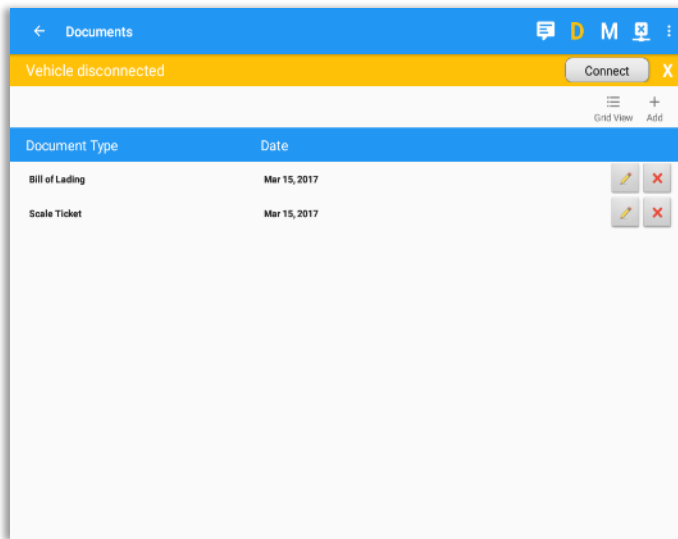 Documents D M
Vehicle disconnected Connect X
Grid View Add
Document Type Date
Bill of Lading Mar 15, 2017
Scale Ticket Mar 15, 2017